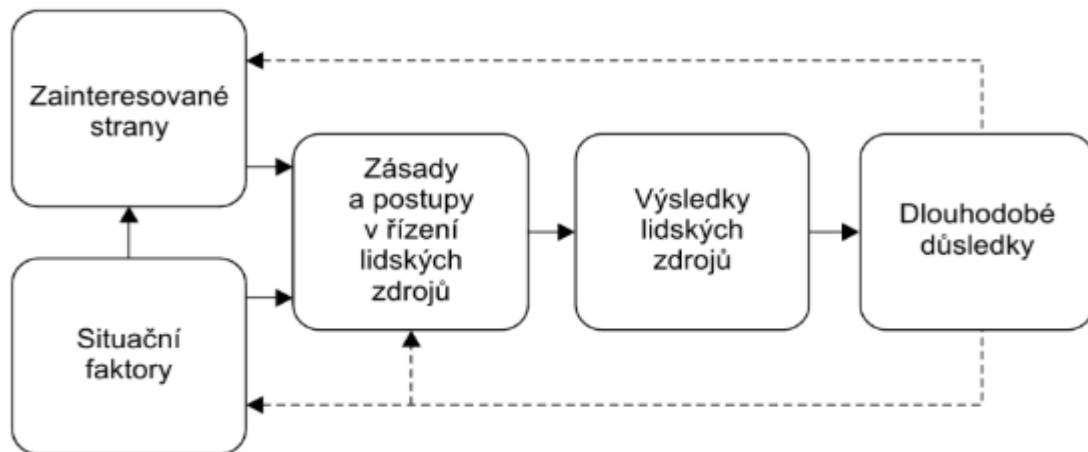 Zainteresované
strany
Situační
faktory
Zásady
a postupy
v řízení
lidských
zdrojů
Výsledky
lidských
zdrojů
Dlouhodobé
důsledky